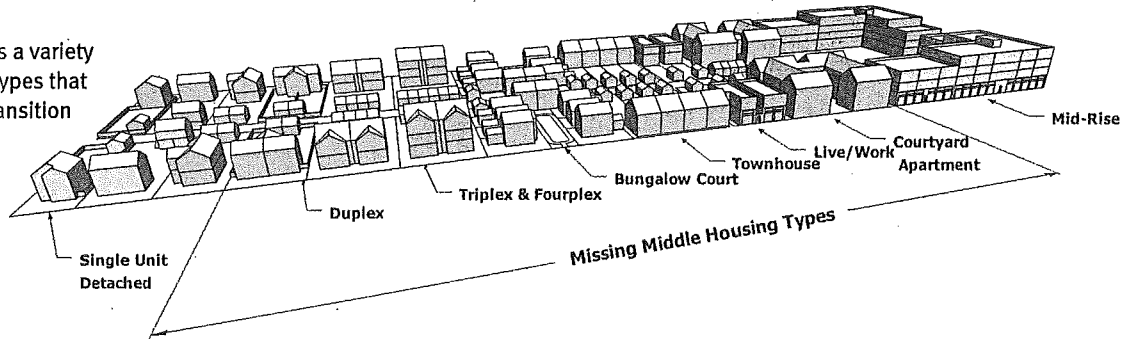 s a variety
ypes that
ansition
Mid-Rise
Courtyard
Apartment
Live/Work
Townhouse
Bungalow Court
Triplex & Fourplex
Duplex
Single Unit
Detached
Missing Middle Housing Types